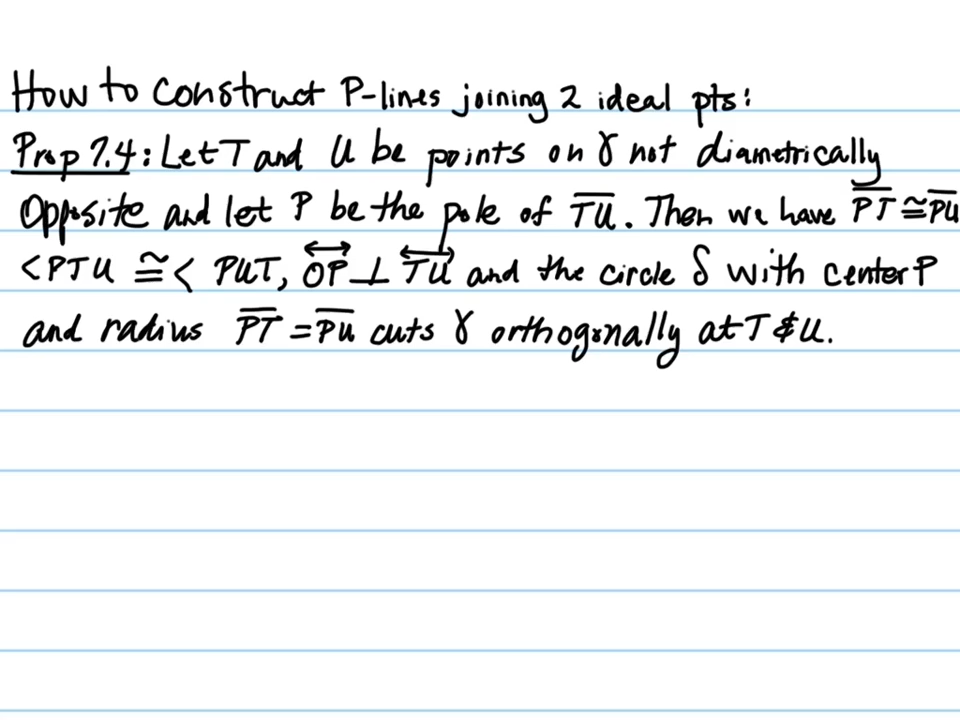 How to Construct P-lines joining 2 ideal pts:
Prop 7.4: Let T and U be points on γ not diametrically
Opposite and let P be the pole of T̅U̅. Then we have P̅T̅ ≅ P̅U̅
<PTU ≅ < PUT, OP⃡ ⊥ TU⃡ and the circle δ with center P
and radius P̅T̅ = P̅U̅ cuts γ orthogonally at T & U.